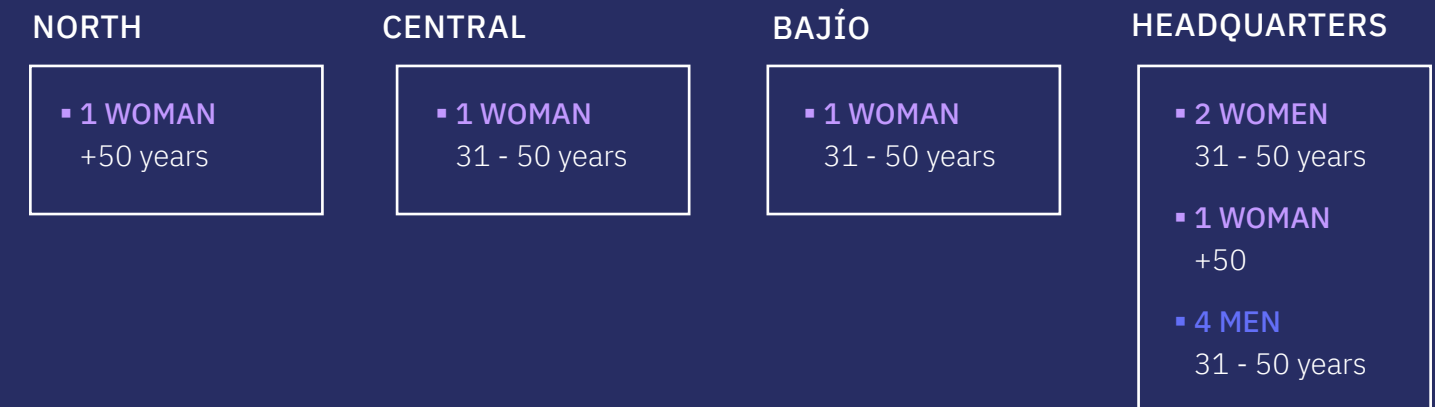 NORTH
▪ 1 WOMAN
+50 years
CENTRAL
▪ 1 WOMAN
31 - 50 years
BAJÍO
▪ 1 WOMAN
31 - 50 years
HEADQUARTERS
▪ 2 WOMEN
31 - 50 years
▪ 1 WOMAN
+50
▪ 4 MEN
31 - 50 years